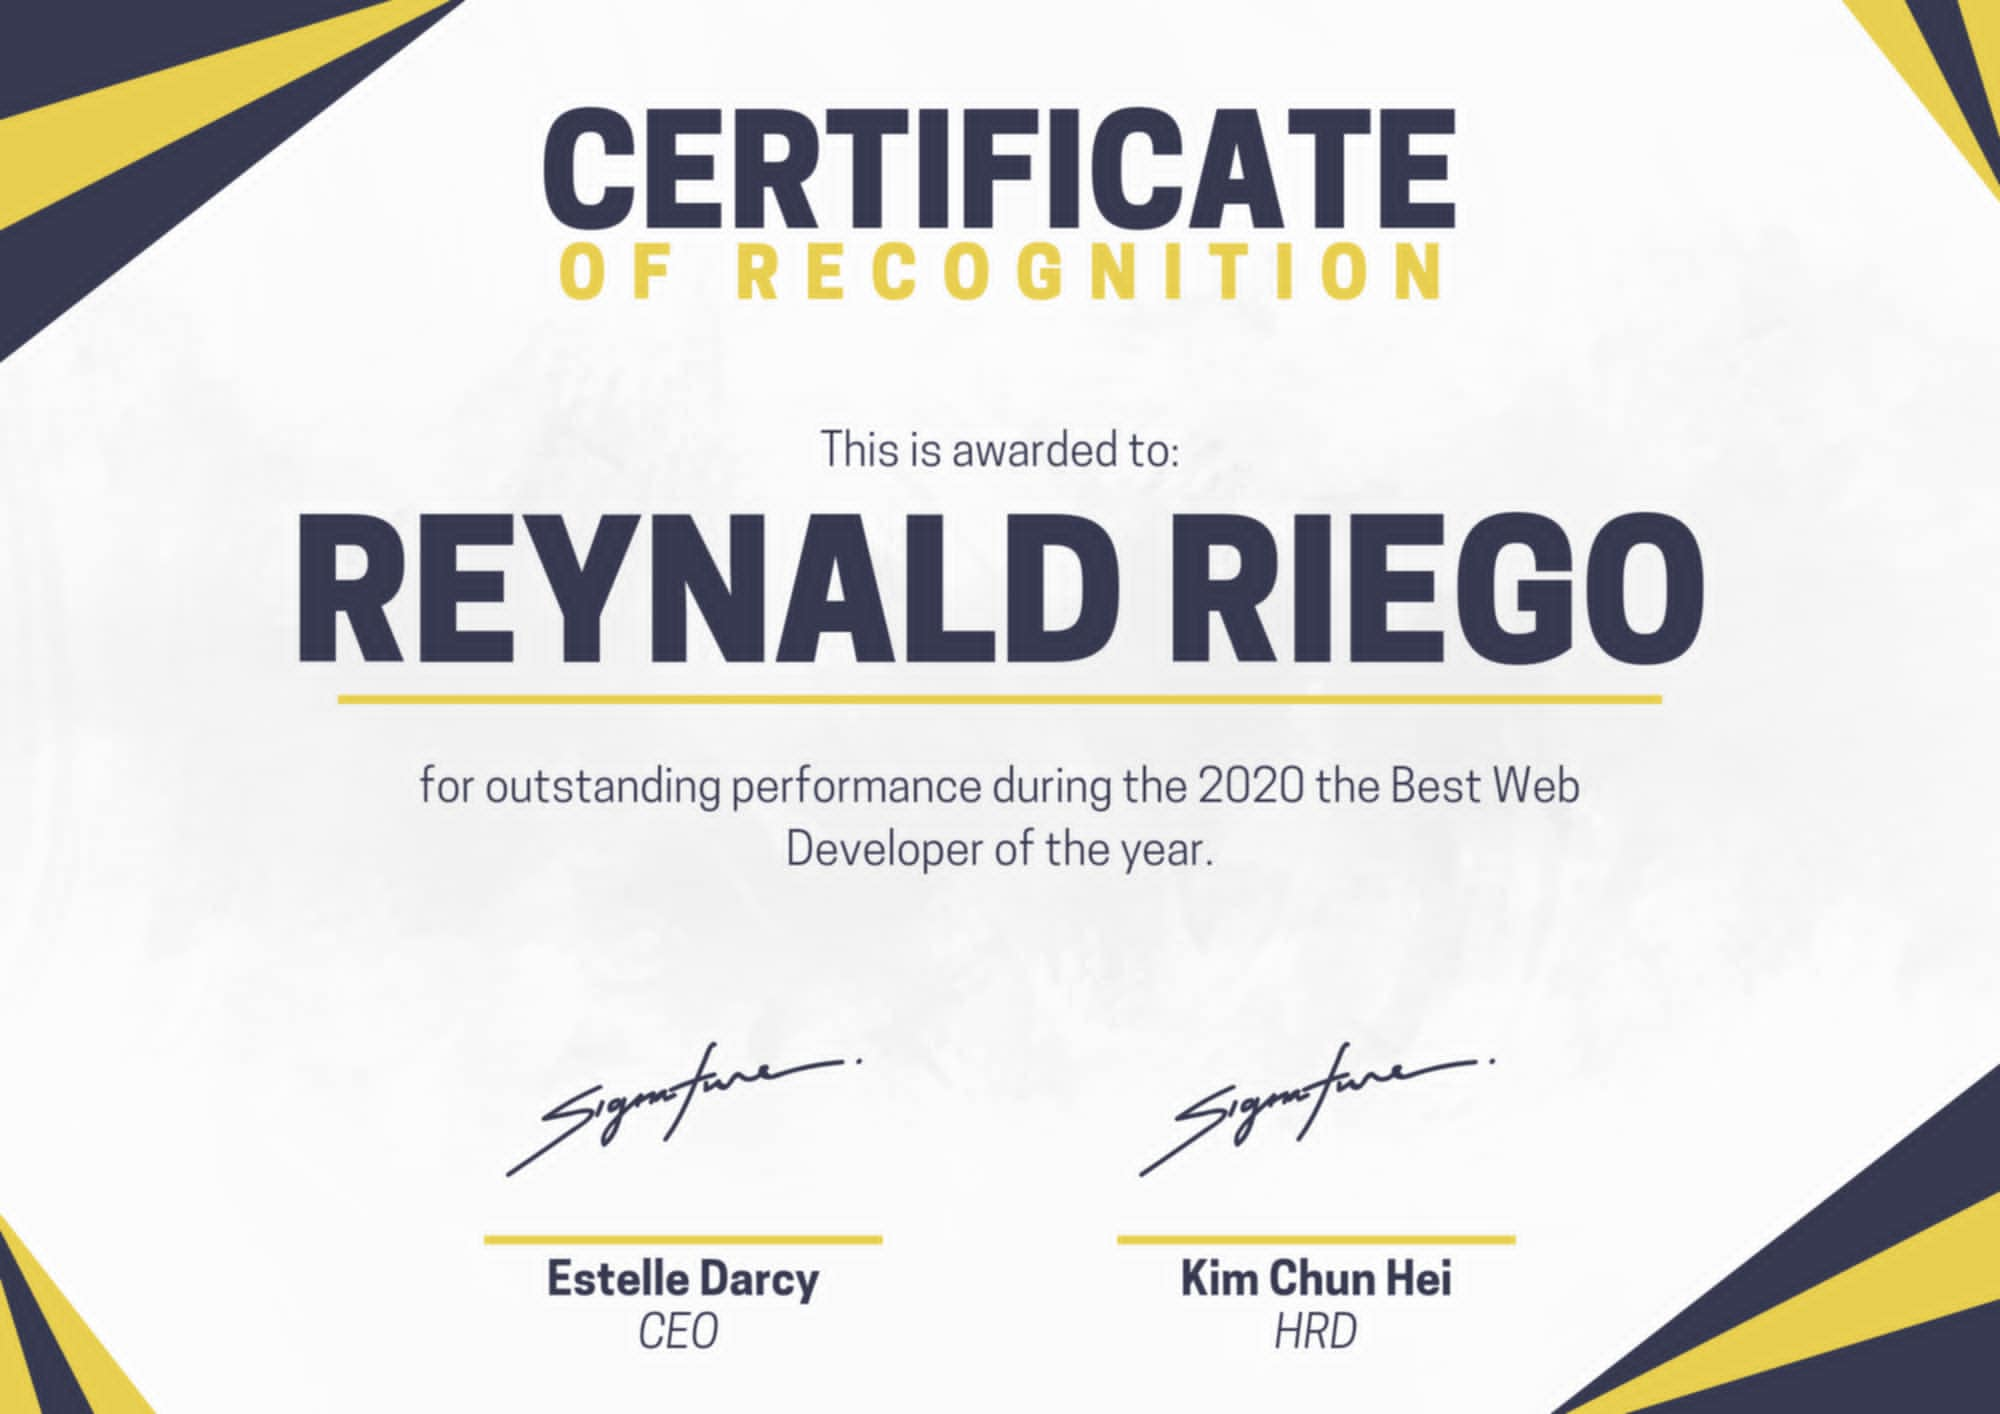 CERTIFICATE
OF RECOGNITION
This is awarded to:
REYNALD RIEGO
for outstanding performance during the 2020 the Best Web
Developer of the year.
Signature. Signature.
Estelle Darcy Kim Chun Hei
CEO HRD